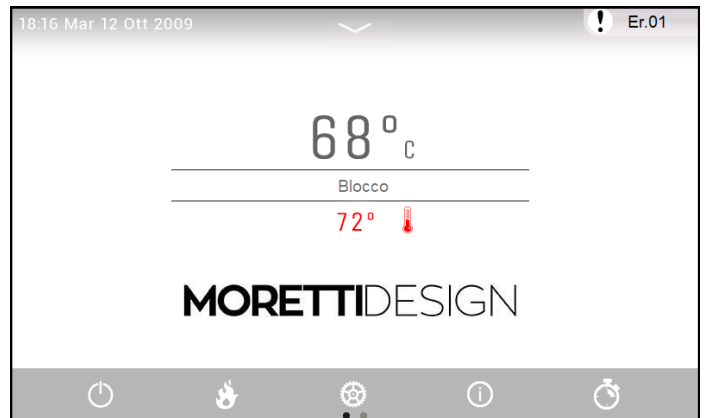 18:16 Mar 12 Ott 2009
Er.01
68°C
Blocco
72°
MORETTIDESIGN